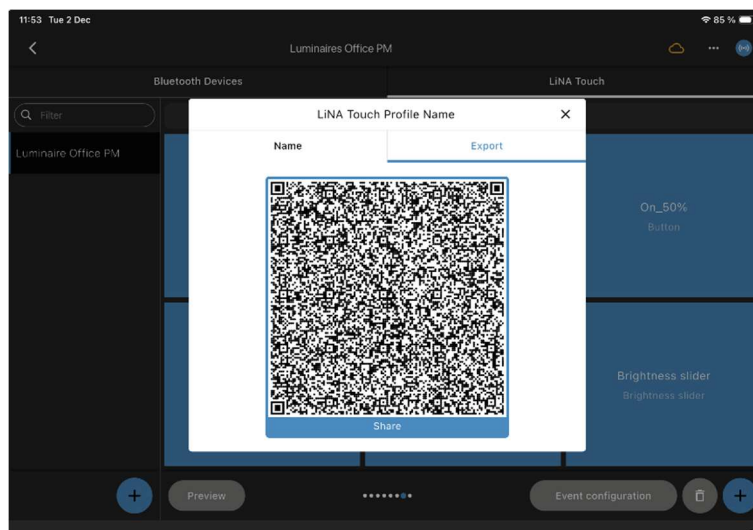 11:53 Tue 2 Dec
85 %
Luminaires Office PM
Bluetooth Devices
LiNA Touch
Filter
Luminaire Office PM
LiNA Touch Profile Name
Name
Export
Share
On_50%
Button
Brightness slider
Brightness slider
Preview
Event configuration